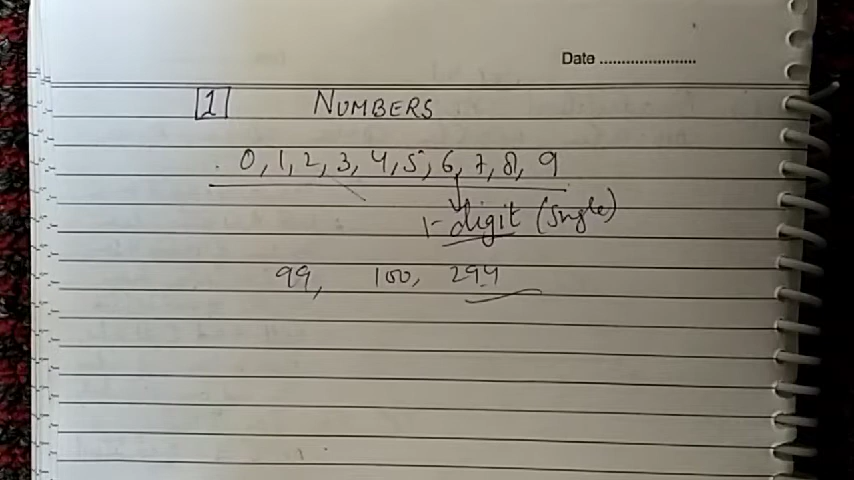 Date ........................
1 NUMBERS
0, 1, 2, 3, 4, 5, 6, 7, 8, 9
1-digit (Single)
99, 100, 299